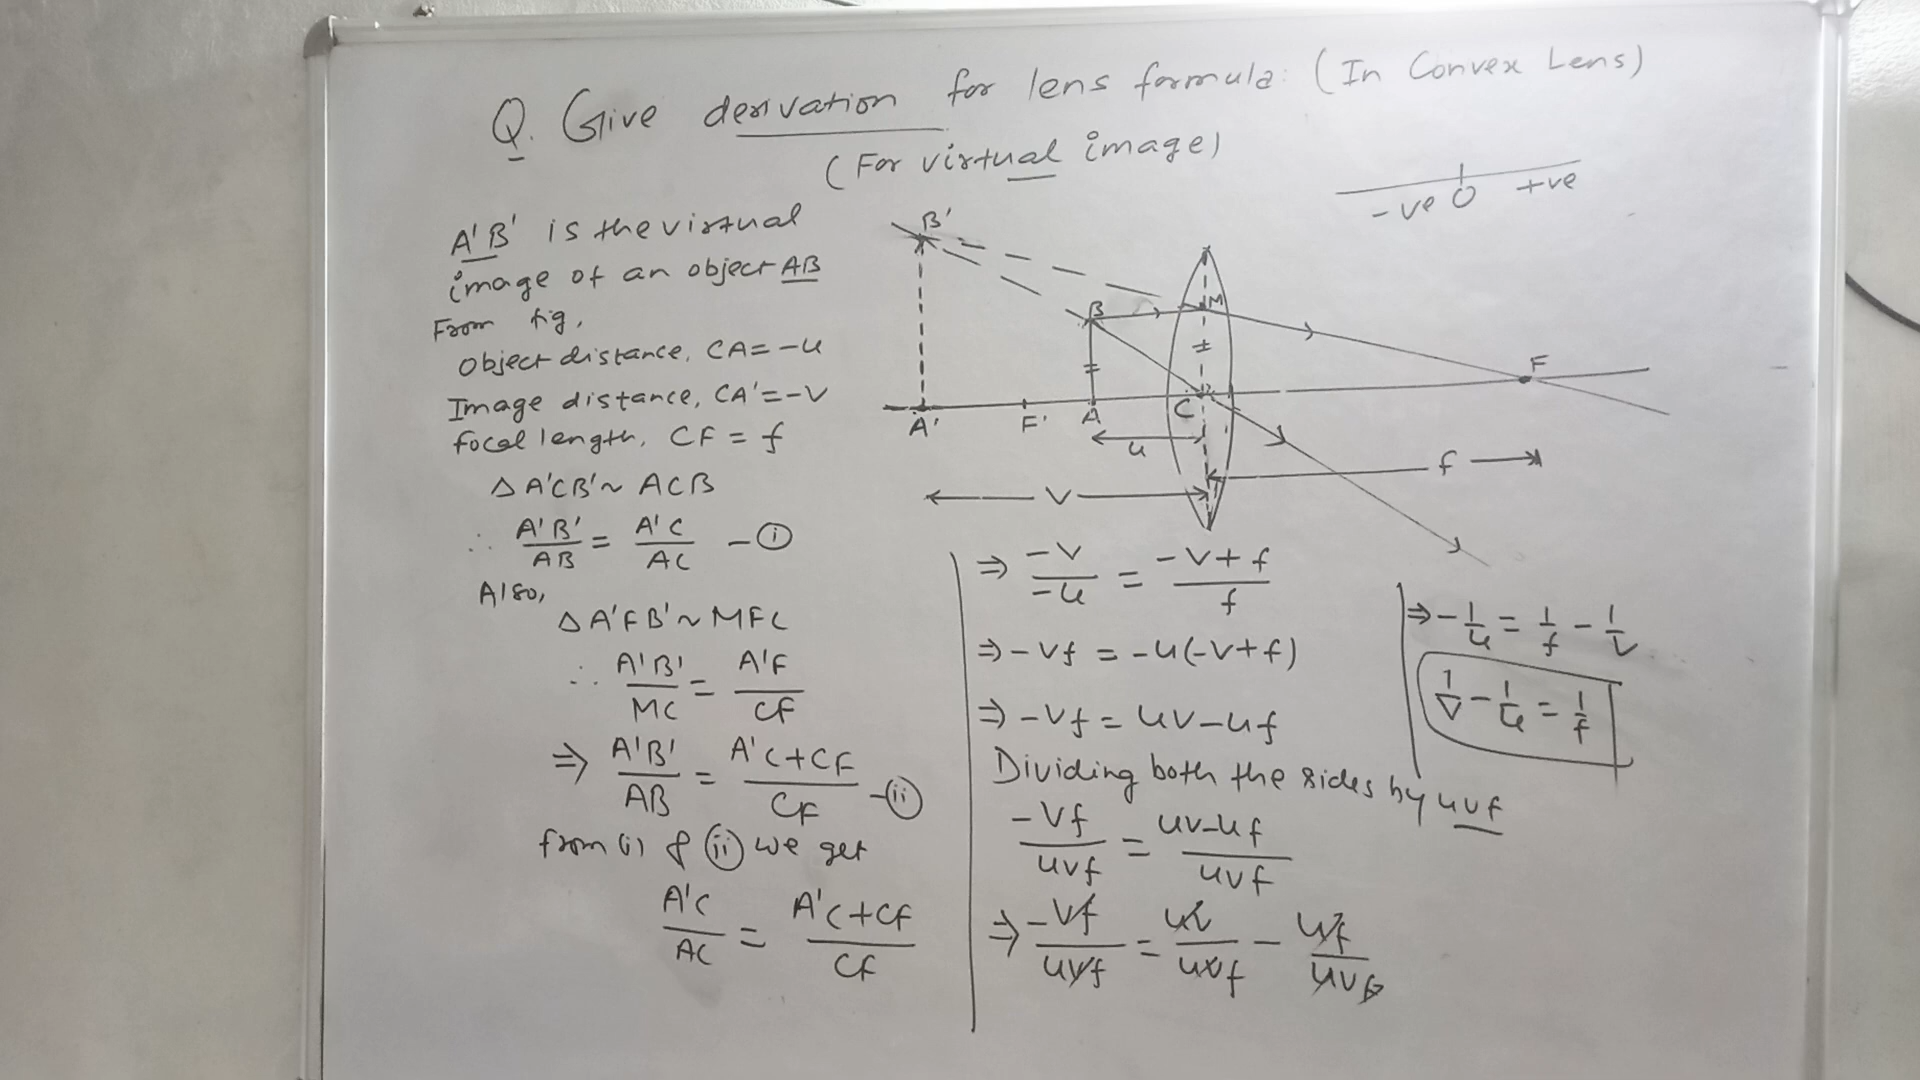 Q. Give derivation for lens formula: (In Convex Lens)
(For virtual image)
-ve 0 +ve
A'B' is the virtual
image of an object AB
From fig,
object distance, CA = -u
Image distance, CA' = -v
focal length, CF = f
△ A'CB' ~ ACB
∴ A'B'/AB = A'C/AC - (i)
Also,
△ A'FB' ~ MFC
∴ A'B'/MC = A'F/CF
⇒ A'B'/AB = A'C+CF/CF - (ii)
from (i) & (ii) we get
A'C/AC = A'C+CF/CF
B'
B
M
F
A'
F'
A
C
u
f
v
⇒ -v/-u = -v+f/f
⇒ -vf = -u(-v+f)
⇒ -vf = uv-uf
Dividing both the sides by uvf
-vf/uvf = uv-uf/uvf
⇒ -vf/uvf = uv/uvf - uf/uvf
⇒ -1/u = 1/f - 1/v
1/v - 1/u = 1/f